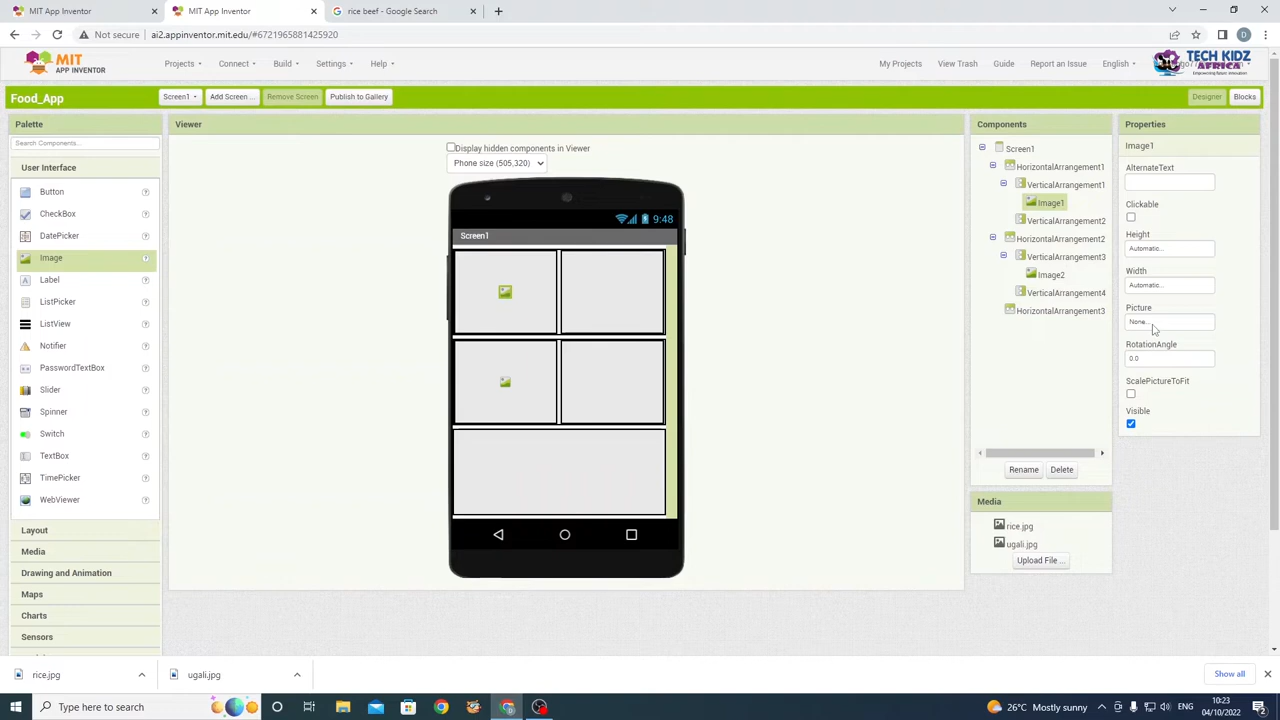 MIT App Inventor
MIT App Inventor
rice beef - Google Search
Not secure
ai2.appinventor.mit.edu/#6721965881425920
D
MIT
APP INVENTOR
Projects
Connect
Build
Settings
Help
My Projects
View Trash
Guide
Report an Issue
English
TECH KIDZ
AFRICA
Food_App
Screen1
Add Screen ...
Remove Screen
Publish to Gallery
Designer
Blocks
Palette
Viewer
Components
Properties
Search Components...
User Interface
Button
CheckBox
DatePicker
Image
Label
ListPicker
ListView
Notifier
PasswordTextBox
Slider
Spinner
Switch
TextBox
TimePicker
WebViewer
Layout
Media
Drawing and Animation
Maps
Charts
Sensors
Display hidden components in Viewer
Phone size (505,320)
9:48
Screen1
Screen1
HorizontalArrangement1
VerticalArrangement1
Image1
VerticalArrangement2
HorizontalArrangement2
VerticalArrangement3
Image2
VerticalArrangement4
HorizontalArrangement3
Rename
Delete
Media
rice.jpg
ugali.jpg
Upload File ...
Image1
AlternateText
Clickable
Height
Automatic...
Width
Automatic...
Picture
None...
RotationAngle
0.0
ScalePictureToFit
Visible
rice.jpg
ugali.jpg
Show all
Type here to search
26°C Mostly sunny
10:23
04/10/2022